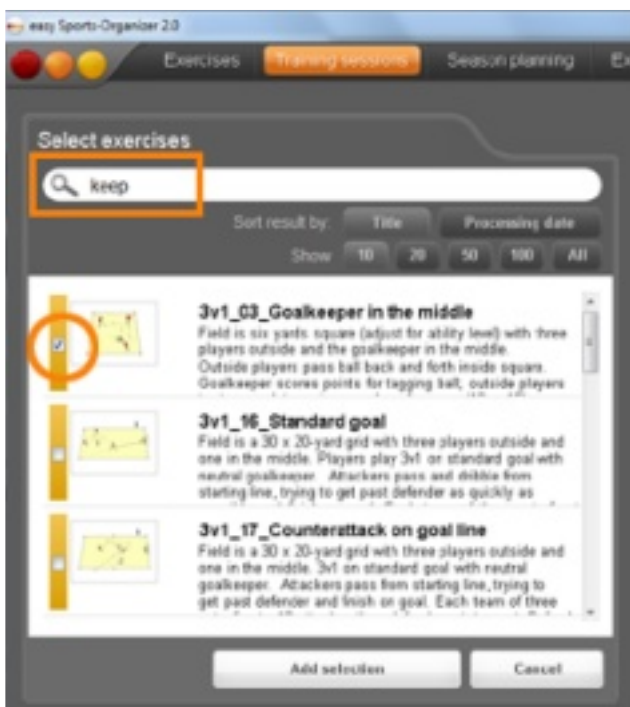 easy Sports-Organizer 2.0
Exercises Training sessions Season planning Ex
Select exercises
keep
Sort result by: Title Processing date
Show 10 20 50 100 All
3v1_03_Goalkeeper in the middle
Field is six yards square (adjust for ability level) with three
players outside and the goalkeeper in the middle.
Outside players pass ball back and forth inside square.
Goalkeeper scores points for tagging ball, outside players
3v1_16_Standard goal
Field is a 30 x 20-yard grid with three players outside and
one in the middle. Players play 3v1 on standard goal with
neutral goalkeeper. Attackers pass and dribble from
starting line, trying to get past defender as quickly as
3v1_17_Counterattack on goal line
Field is a 30 x 20-yard grid with three players outside and
one in the middle. 3v1 on standard goal with neutral
goalkeeper. Attackers pass from starting line, trying to
get past defender and finish on goal. Each team of three
Add selection Cancel